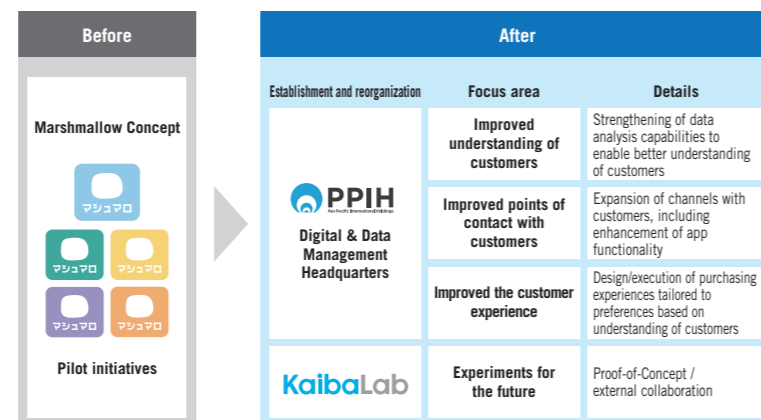 Before
Marshmallow Concept
マシュマロ
マシュマロ
マシュマロ
マシュマロ
マシュマロ
Pilot initiatives
After
Establishment and reorganization
Focus area
Details
PPIH
Pan Pacific International Holdings
Digital & Data
Management
Headquarters
Improved
understanding of
customers
Strengthening of data
analysis capabilities to
enable better understanding
of customers
Improved points of
contact with
customers
Expansion of channels with
customers, including
enhancement of app
functionality
Improved the customer
experience
Design/execution of purchasing
experiences tailored to
preferences based on
understanding of customers
KaibaLab
Experiments for
the future
Proof-of-Concept /
external collaboration